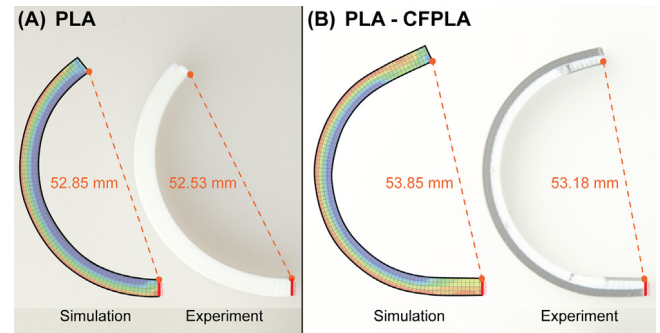 (A) PLA
52.85 mm
52.53 mm
Simulation
Experiment
(B) PLA - CFPLA
53.85 mm
53.18 mm
Simulation
Experiment